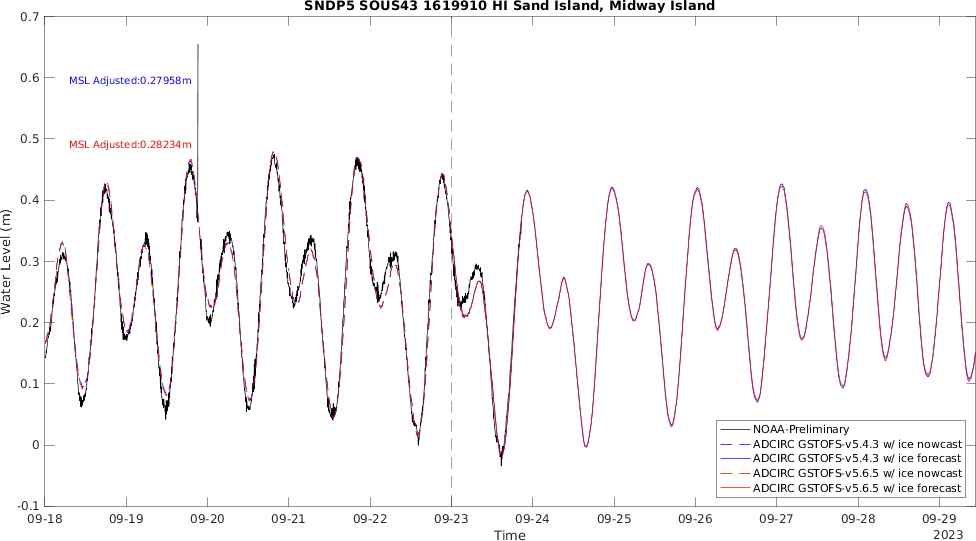 SNDP5 SOUS43 1619910 HI Sand Island, Midway Island
0.7
0.6
0.5
0.4
0.3
0.2
0.1
0
-0.1
Water Level (m)
MSL Adjusted:0.27958m
MSL Adjusted:0.28234m
NOAA-Preliminary
ADCIRC GSTOFS-v5.4.3 w/ ice nowcast
ADCIRC GSTOFS-v5.4.3 w/ ice forecast
ADCIRC GSTOFS-v5.6.5 w/ ice nowcast
ADCIRC GSTOFS-v5.6.5 w/ ice forecast
09-18 09-19 09-20 09-21 09-22 09-23 09-24 09-25 09-26 09-27 09-28 09-29
Time
2023